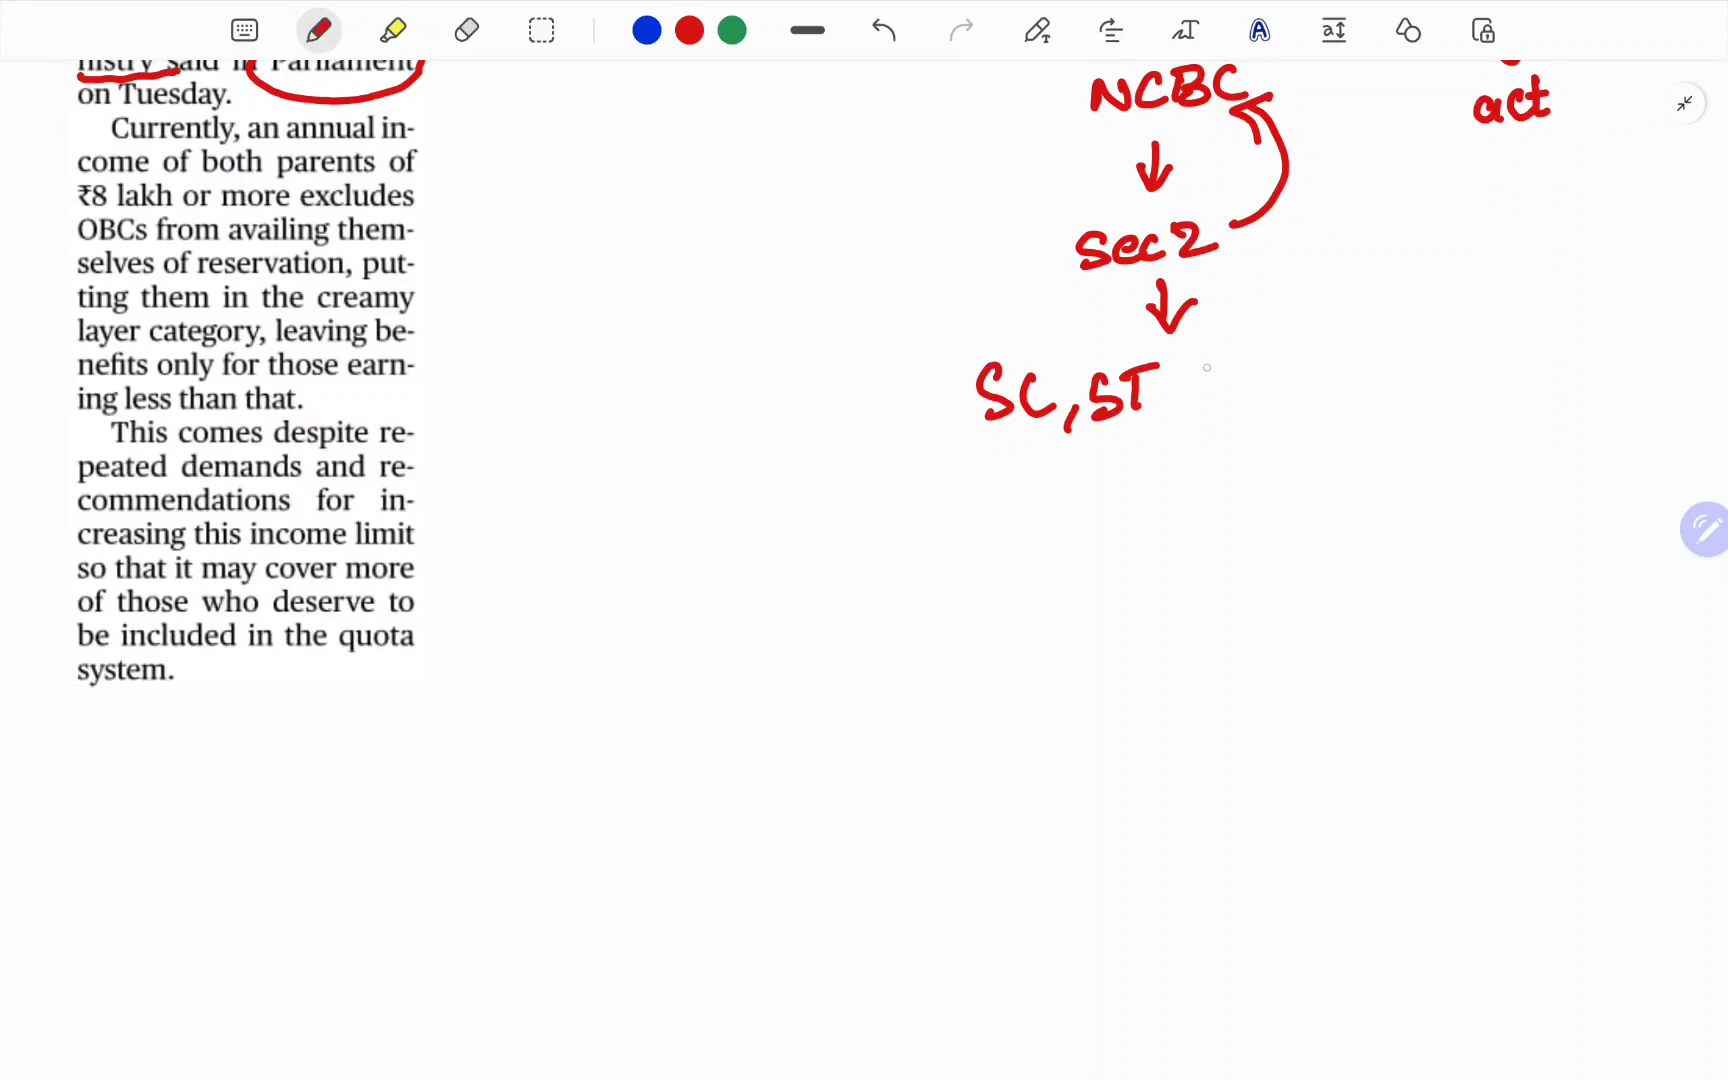 nistry said in Parliament
on Tuesday.
Currently, an annual in-
come of both parents of
₹8 lakh or more excludes
OBCs from availing them-
selves of reservation, put-
ting them in the creamy
layer category, leaving be-
nefits only for those earn-
ing less than that.
This comes despite re-
peated demands and re-
commendations for in-
creasing this income limit
so that it may cover more
of those who deserve to
be included in the quota
system.
NCBC
act
Sec 2
SC, ST